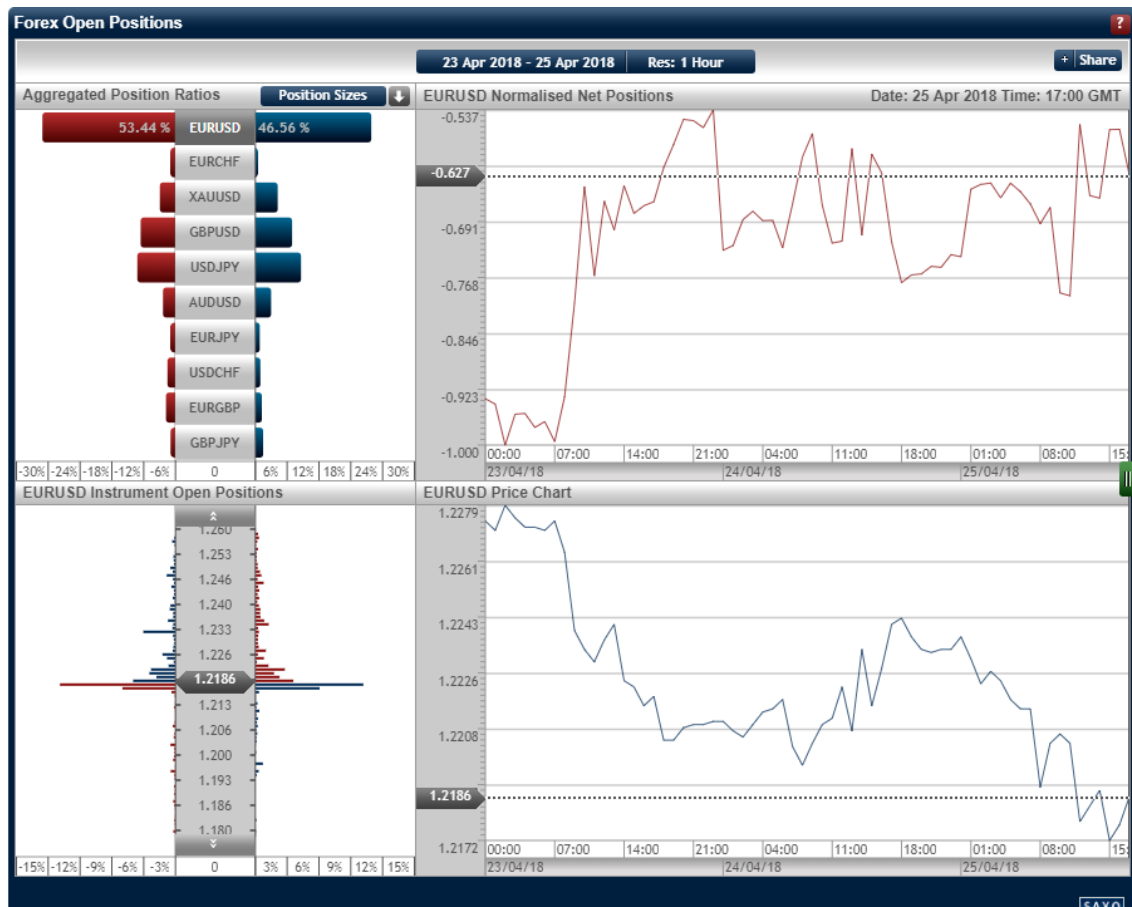 Forex Open Positions
?
23 Apr 2018 - 25 Apr 2018 Res: 1 Hour
+ Share
Aggregated Position Ratios Position Sizes
53.44 % EURUSD 46.56 %
EURCHF
XAUUSD
GBPUSD
USDJPY
AUDUSD
EURJPY
USDCHF
EURGBP
GBPJPY
-30% -24% -18% -12% -6% 0 6% 12% 18% 24% 30%
EURUSD Normalised Net Positions Date: 25 Apr 2018 Time: 17:00 GMT
-0.537
-0.627
-0.691
-0.768
-0.846
-0.923
-1.000
00:00 07:00 14:00 21:00 04:00 11:00 18:00 01:00 08:00 15:
23/04/18 24/04/18 25/04/18
EURUSD Instrument Open Positions
1.260
1.253
1.246
1.240
1.233
1.226
1.2186
1.213
1.206
1.200
1.193
1.186
1.180
-15% -12% -9% -6% -3% 0 3% 6% 9% 12% 15%
EURUSD Price Chart
1.2279
1.2261
1.2243
1.2226
1.2208
1.2186
1.2172
00:00 07:00 14:00 21:00 04:00 11:00 18:00 01:00 08:00 15:
23/04/18 24/04/18 25/04/18
SAXO